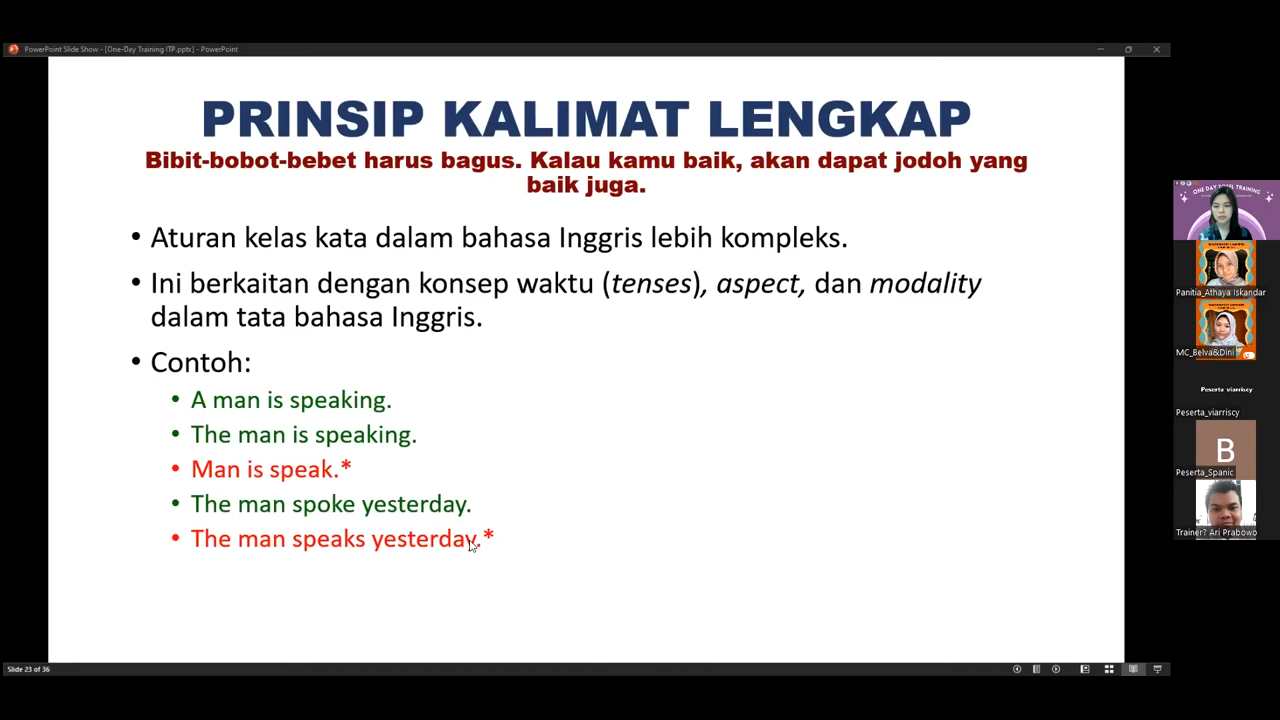 PowerPoint Slide Show - [One-Day Training ITP.pptx] - PowerPoint
PRINSIP KALIMAT LENGKAP
Bibit-bobot-bebet harus bagus. Kalau kamu baik, akan dapat jodoh yang
baik juga.
• Aturan kelas kata dalam bahasa Inggris lebih kompleks.
• Ini berkaitan dengan konsep waktu (tenses), aspect, dan modality
dalam tata bahasa Inggris.
• Contoh:
• A man is speaking.
• The man is speaking.
• Man is speak.*
• The man spoke yesterday.
• The man speaks yesterday.*
Slide 23 of 36
ONE DAY TOEFL TRAINING
Panitia_Athaya Iskandar
MC_Belva&Dini
Peserta viarriscy
Peserta_viarriscy
B
Peserta_Spanic
Trainer? Ari Prabowo